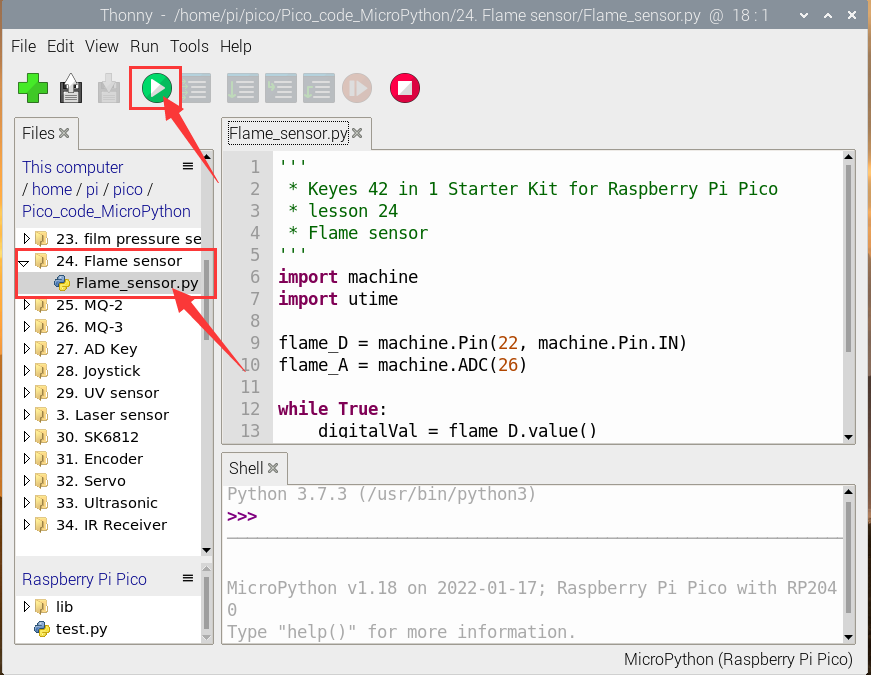 Thonny - /home/pi/pico/Pico_code_MicroPython/24. Flame sensor/Flame_sensor.py @ 18 : 1
File Edit View Run Tools Help
Files
This computer
/ home / pi / pico /
Pico_code_MicroPython
23. film pressure se
24. Flame sensor
Flame_sensor.py
25. MQ-2
26. MQ-3
27. AD Key
28. Joystick
29. UV sensor
3. Laser sensor
30. SK6812
31. Encoder
32. Servo
33. Ultrasonic
34. IR Receiver
Raspberry Pi Pico
lib
test.py
Flame_sensor.py
1 '''
2 * Keyes 42 in 1 Starter Kit for Raspberry Pi Pico
3 * lesson 24
4 * Flame sensor
5 '''
6 import machine
7 import utime
8
9 flame_D = machine.Pin(22, machine.Pin.IN)
10 flame_A = machine.ADC(26)
11
12 while True:
13 digitalVal = flame_D.value()
Shell
Python 3.7.3 (/usr/bin/python3)
>>>
MicroPython v1.18 on 2022-01-17; Raspberry Pi Pico with RP204
0
Type "help()" for more information.
MicroPython (Raspberry Pi Pico)